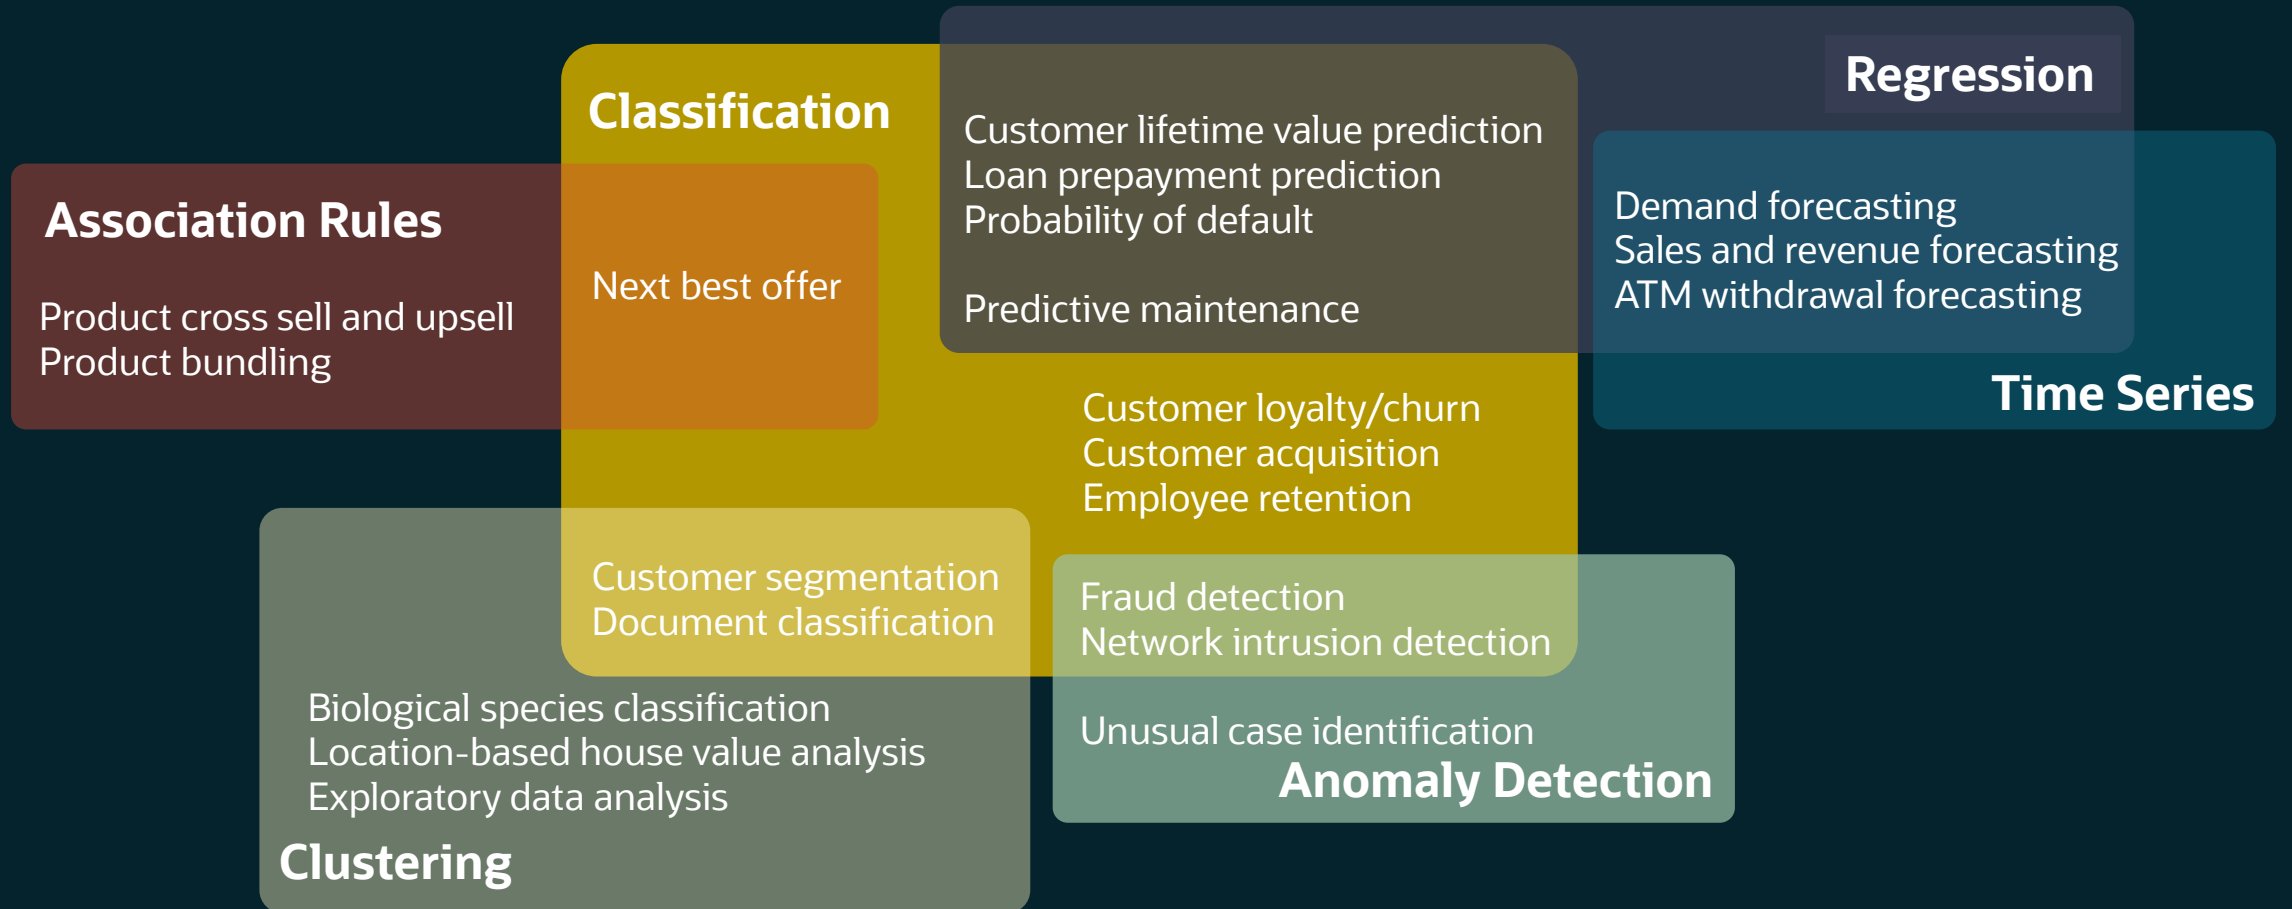 Regression
Classification
Customer lifetime value prediction
Loan prepayment prediction
Probability of default
Predictive maintenance
Association Rules
Product cross sell and upsell
Product bundling
Next best offer
Demand forecasting
Sales and revenue forecasting
ATM withdrawal forecasting
Time Series
Customer loyalty/churn
Customer acquisition
Employee retention
Customer segmentation
Document classification
Fraud detection
Network intrusion detection
Biological species classification
Location-based house value analysis
Exploratory data analysis
Clustering
Unusual case identification
Anomaly Detection